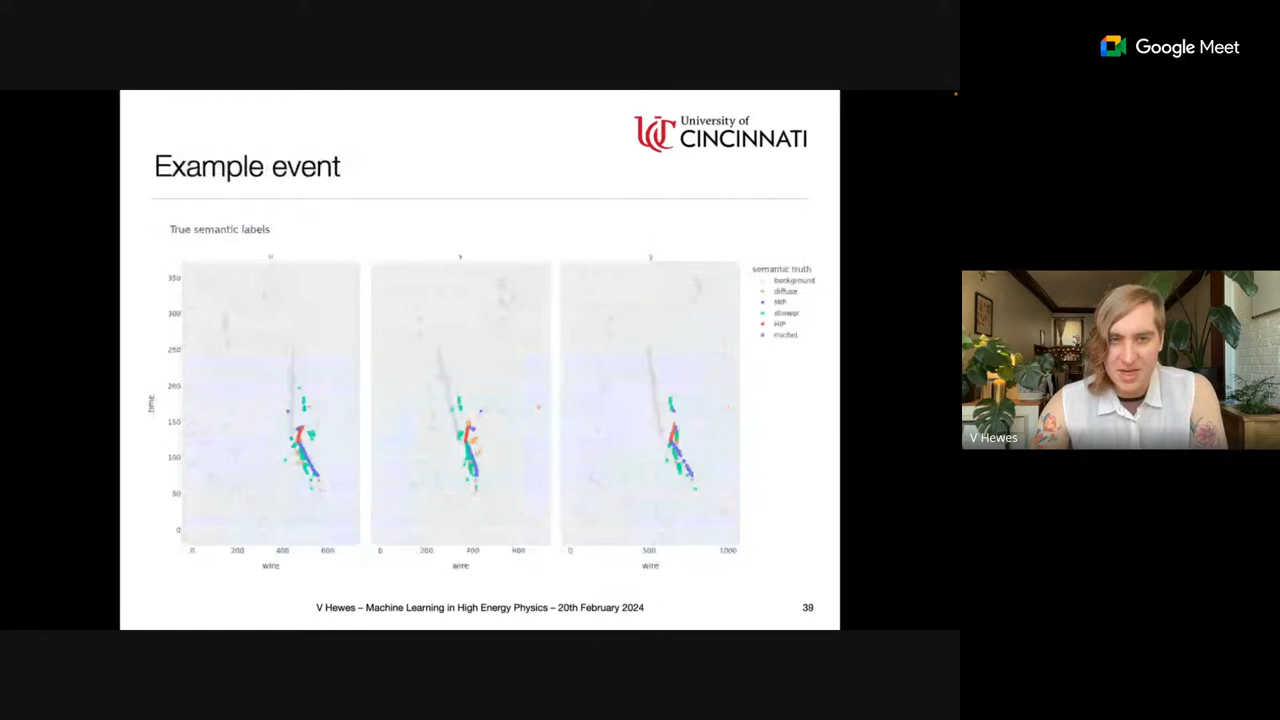 Google Meet
University of
CINCINNATI
Example event
True semantic labels
u
v
y
semantic truth
background
diffuse
MIP
shower
HIP
michel
350
300
250
200
150
100
50
0
time
0 200 400 600
0 200 400 600
0 500 1000
wire
wire
wire
V Hewes – Machine Learning in High Energy Physics – 20th February 2024
39
V Hewes